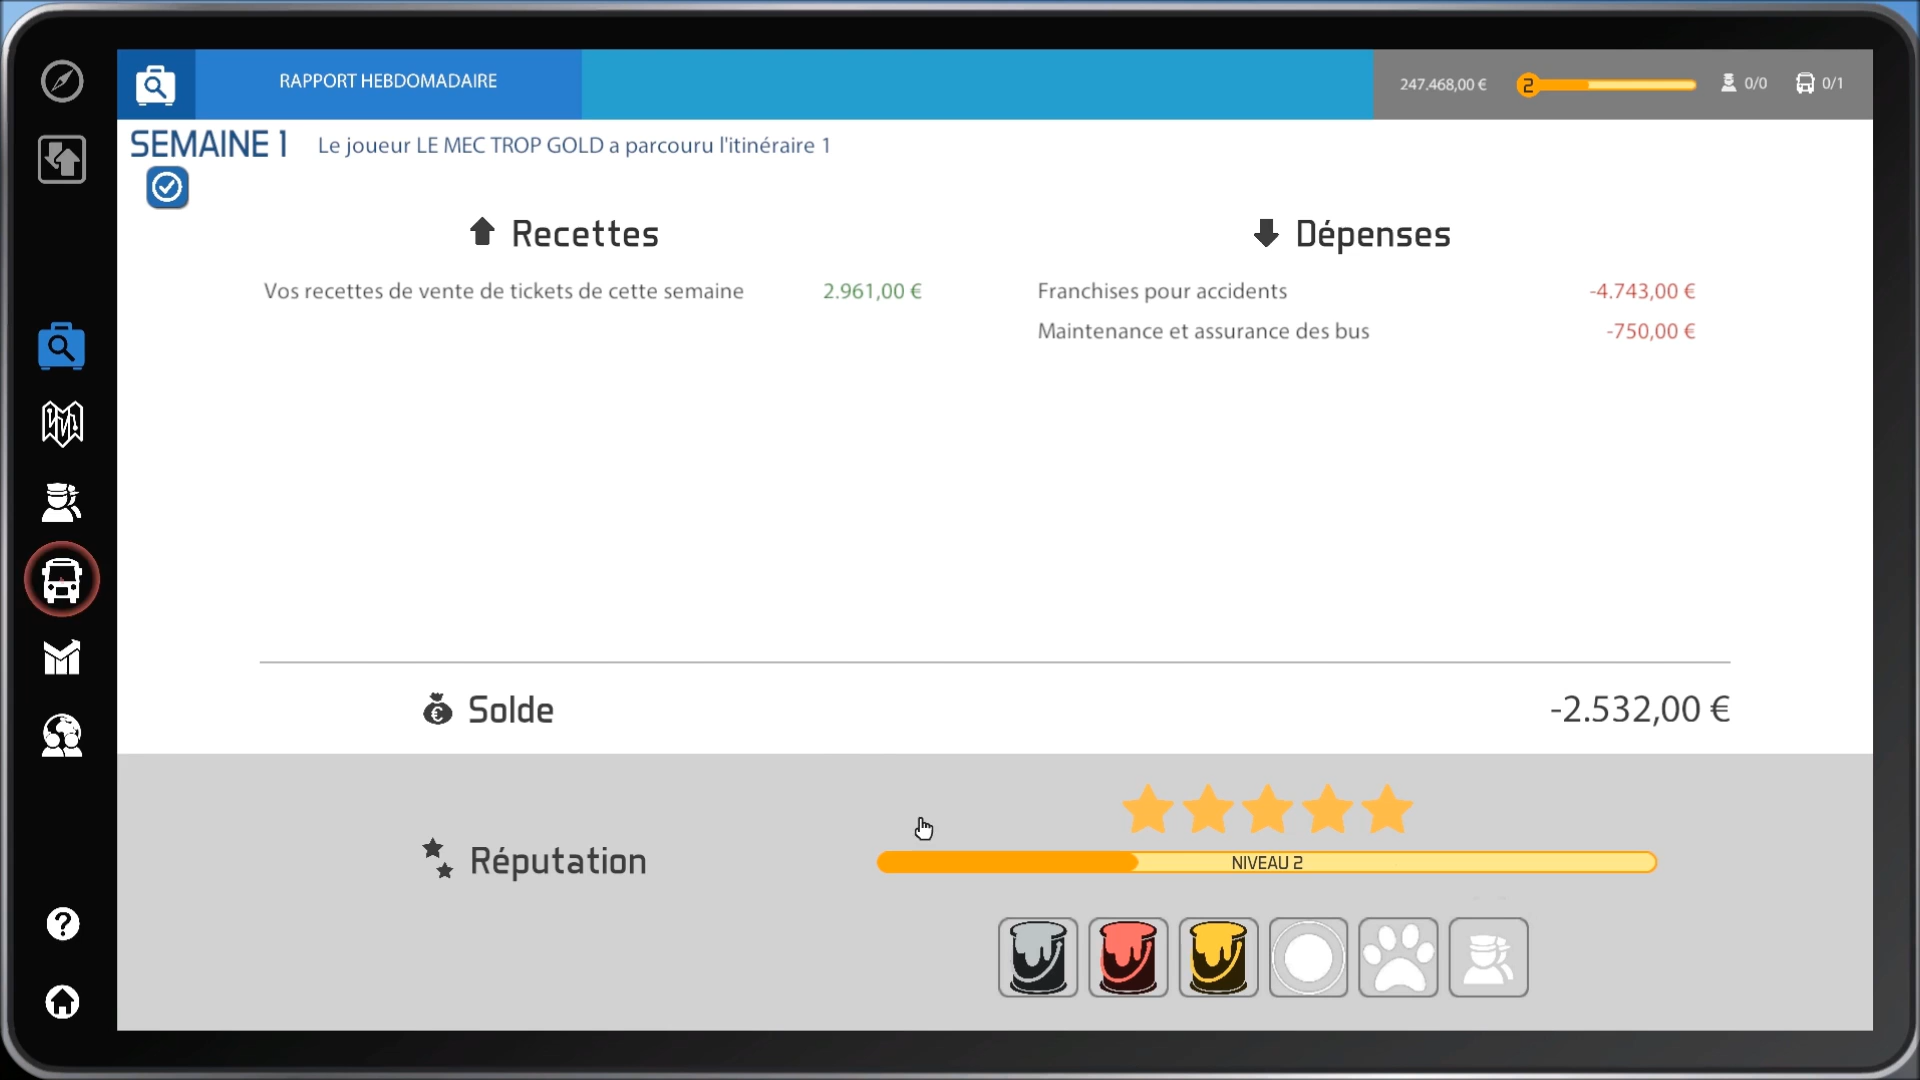 RAPPORT HEBDOMADAIRE
247.468,00 €
2
0/0
0/1
SEMAINE 1
Le joueur LE MEC TROP GOLD a parcouru l'itinéraire 1
Recettes
Dépenses
Vos recettes de vente de tickets de cette semaine
2.961,00 €
Franchises pour accidents
-4.743,00 €
Maintenance et assurance des bus
-750,00 €
€
Solde
-2.532,00 €
Réputation
NIVEAU 2
?